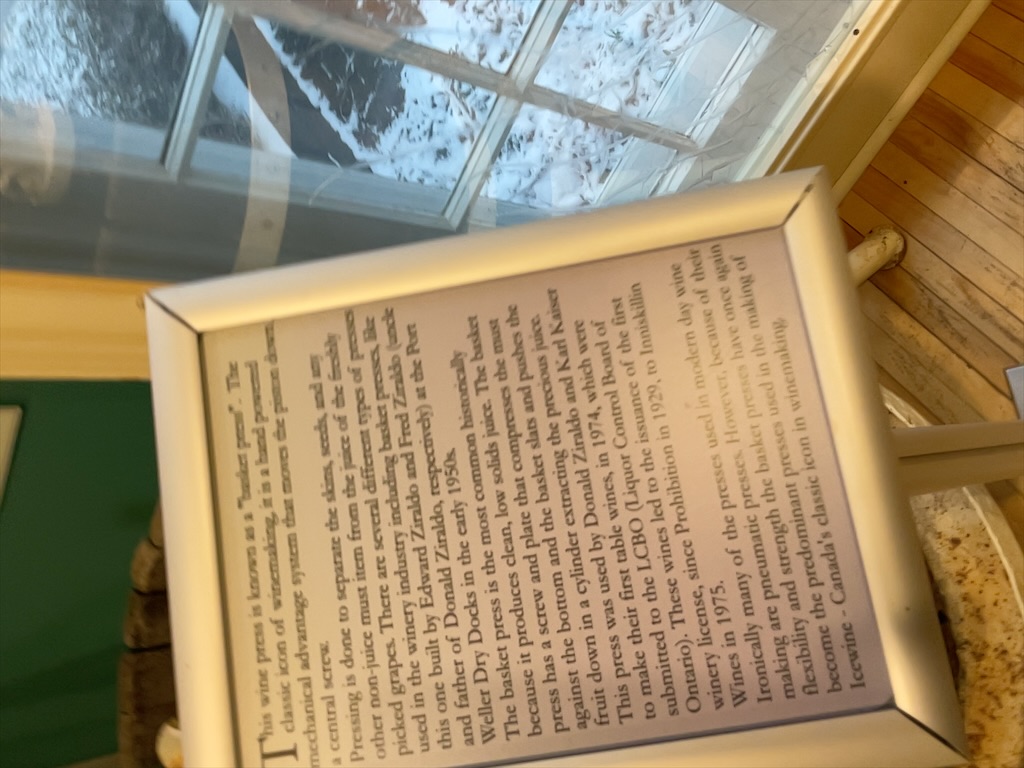 This wine press is known as a "basket press". The
classic icon of winemaking, it is a hand powered
mechanical advantage system that moves the piston down
a central screw.
Pressing is done to separate the skins, seeds, and any
other non-juice must item from the juice of the freshly
picked grapes. There are several different types of presses
used in the winery industry including basket presses, like
this one built by Edward Ziraldo and Fred Ziraldo (uncle
and father of Donald Ziraldo, respectively) at the Port
Weller Dry Docks in the early 1950s.
The basket press is the most common historically
because it produces clean, low solids juice. The basket
press has a screw and plate that compresses the must
against the bottom and the basket slats and pushes the
fruit down in a cylinder extracting the precious juice.
This press was used by Donald Ziraldo and Karl Kaiser
to make their first table wines, in 1974, which were
submitted to the LCBO (Liquor Control Board of
Ontario). These wines led to the issuance of the first
winery license, since Prohibition in 1929, to Inniskillin
Wines in 1975.
Ironically many of the presses used in modern day wine
making are pneumatic presses. However, because of their
flexibility and strength the basket presses have once again
become the predominant presses used in the making of
Icewine - Canada's classic icon in winemaking.